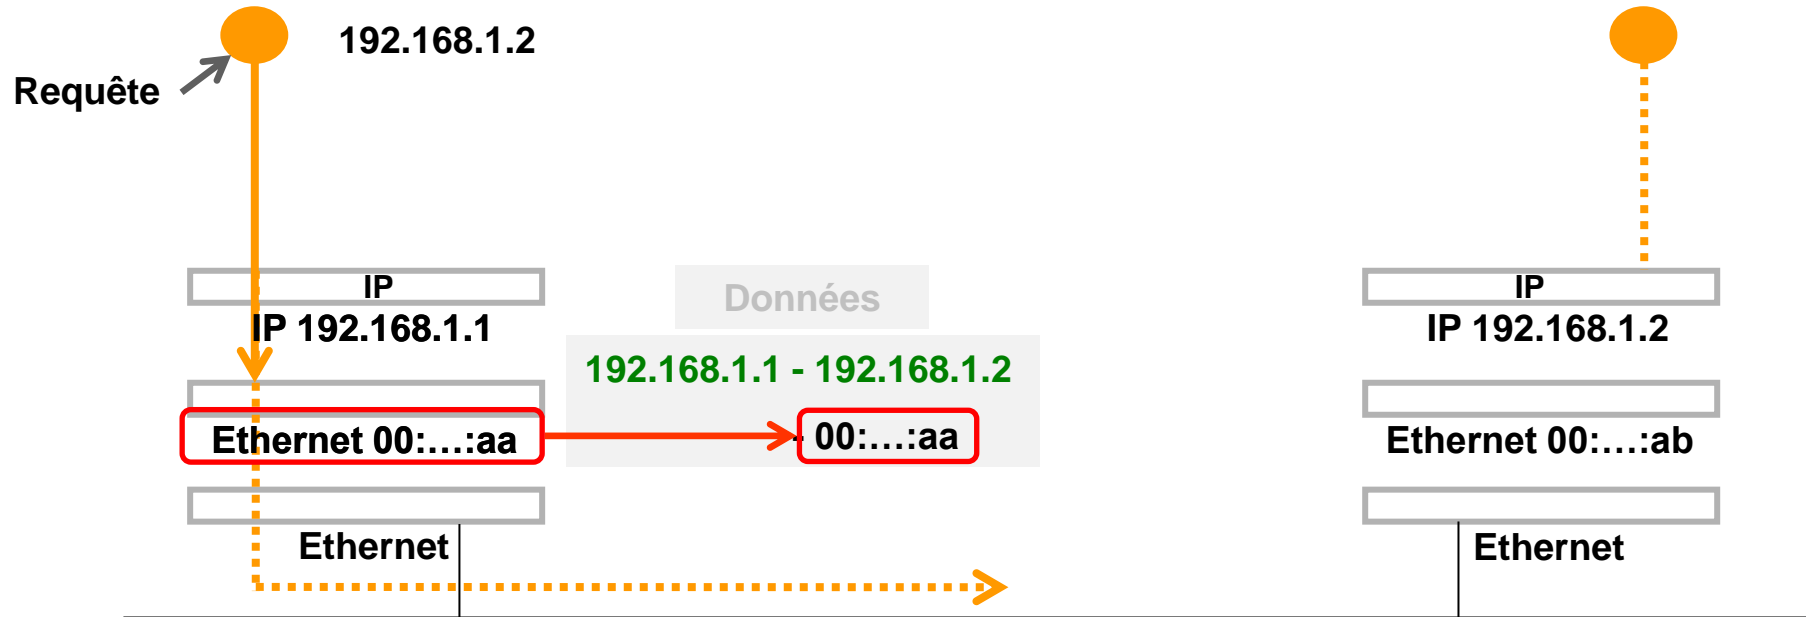 192.168.1.2
Requête
IP
IP 192.168.1.1
Données
192.168.1.1 - 192.168.1.2
Ethernet 00:…:aa
- 00:…:aa
Ethernet
IP
IP 192.168.1.2
Ethernet 00:…:ab
Ethernet